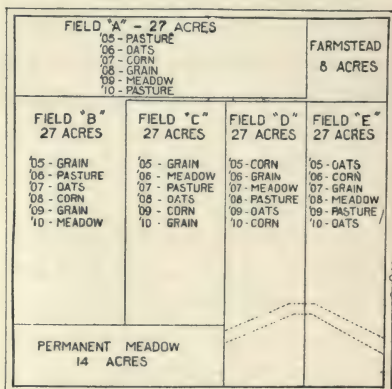 FIELD "A" - 27 ACRES
'05 - PASTURE
'06 - OATS
'07 - CORN
'08 - GRAIN
'09 - MEADOW
'10 - PASTURE
FARMSTEAD
8 ACRES
FIELD "B"
27 ACRES
'05 - GRAIN
'06 - PASTURE
'07 - OATS
'08 - CORN
'09 - GRAIN
'10 - MEADOW
FIELD "C"
27 ACRES
'05 - GRAIN
'06 - MEADOW
'07 - PASTURE
'08 - OATS
'09 - CORN
'10 - GRAIN
FIELD "D"
27 ACRES
'05 - CORN
'06 - GRAIN
'07 - MEADOW
'08 - PASTURE
'09 - OATS
'10 - CORN
FIELD "E"
27 ACRES
'05 - OATS
'06 - CORN
'07 - GRAIN
'08 - MEADOW
'09 - PASTURE
'10 - OATS
PERMANENT MEADOW
14 ACRES